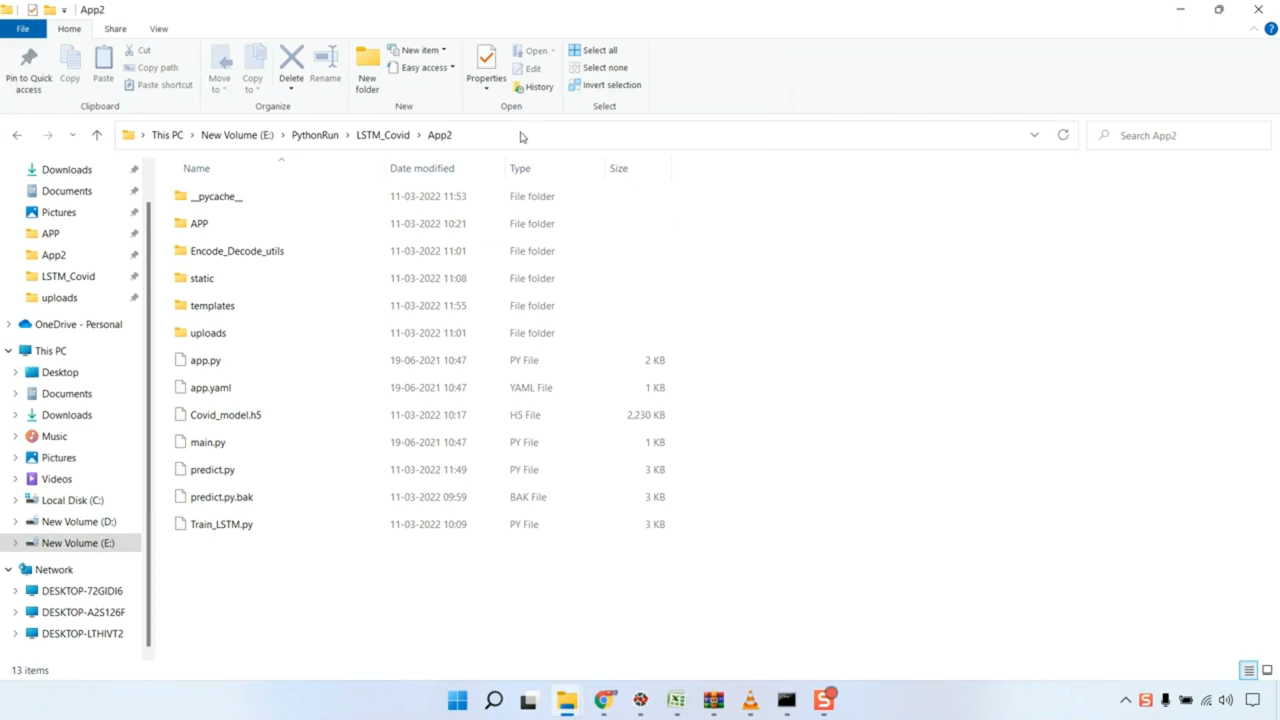 App2
File Home Share View
Pin to Quick access
Copy
Paste
Cut
Copy path
Paste shortcut
Clipboard
Move to
Copy to
Delete
Rename
Organize
New folder
New item
Easy access
New
Properties
Open
Edit
History
Open
Select all
Select none
Invert selection
Select
This PC > New Volume (E:) > PythonRun > LSTM_Covid > App2
Search App2
Downloads
Documents
Pictures
APP
App2
LSTM_Covid
uploads
OneDrive - Personal
This PC
Desktop
Documents
Downloads
Music
Pictures
Videos
Local Disk (C:)
New Volume (D:)
New Volume (E:)
Network
DESKTOP-72GIDI6
DESKTOP-A2S126F
DESKTOP-LTHIVT2
Name Date modified Type Size
__pycache__ 11-03-2022 11:53 File folder
APP 11-03-2022 10:21 File folder
Encode_Decode_utils 11-03-2022 11:01 File folder
static 11-03-2022 11:08 File folder
templates 11-03-2022 11:55 File folder
uploads 11-03-2022 11:01 File folder
app.py 19-06-2021 10:47 PY File 2 KB
app.yaml 19-06-2021 10:47 YAML File 1 KB
Covid_model.h5 11-03-2022 10:17 H5 File 2,230 KB
main.py 19-06-2021 10:47 PY File 1 KB
predict.py 11-03-2022 11:49 PY File 3 KB
predict.py.bak 11-03-2022 09:59 BAK File 3 KB
Train_LSTM.py 11-03-2022 10:09 PY File 3 KB
13 items